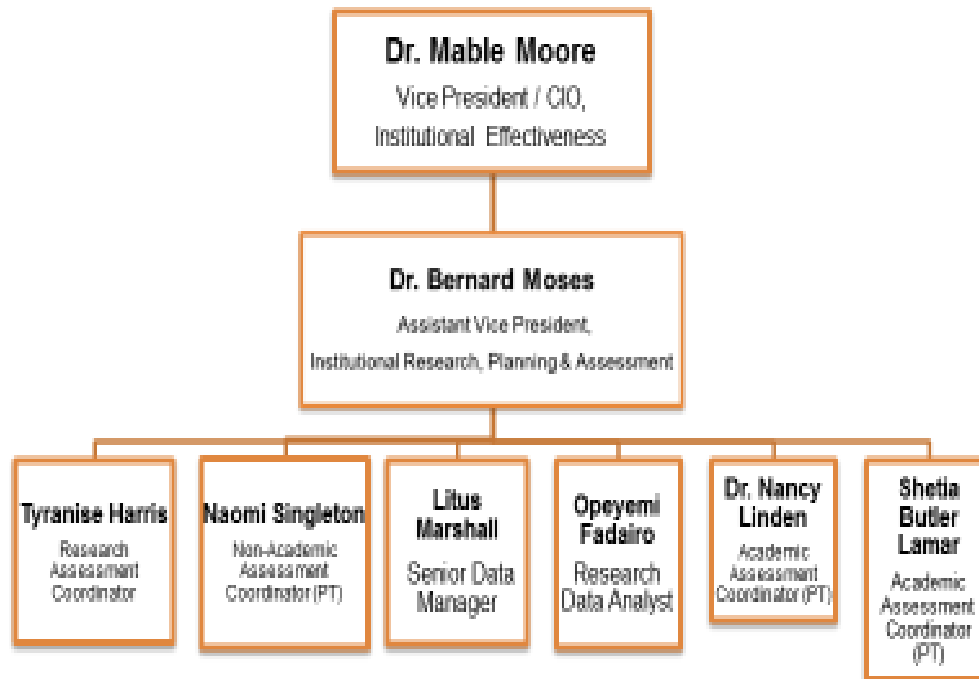 Dr. Mable Moore
Vice President / CIO,
Institutional Effectiveness
Dr. Bernard Moses
Assistant Vice President,
Institutional Research, Planning & Assessment
Tyranise Harris
Research
Assessment
Coordinator
Naomi Singleton
Non-Academic
Assessment
Coordinator (PT)
Litus
Marshall
Senior Data
Manager
Opeyemi
Fadairo
Research
Data Analyst
Dr. Nancy
Linden
Academic
Assessment
Coordinator (PT)
Shetia
Butler
Lamar
Academic
Assessment
Coordinator
(PT)